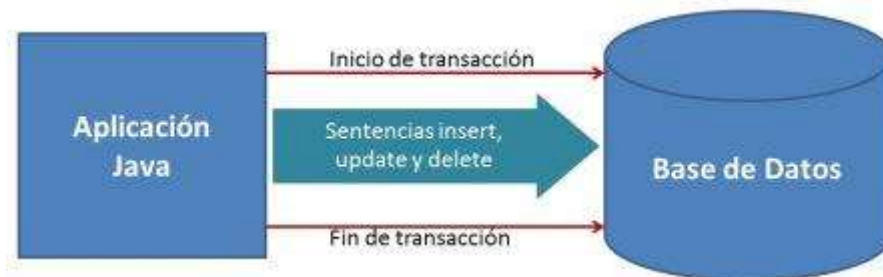 Aplicación
Java
Inicio de transacción
Sentencias insert,
update y delete
Fin de transacción
Base de Datos